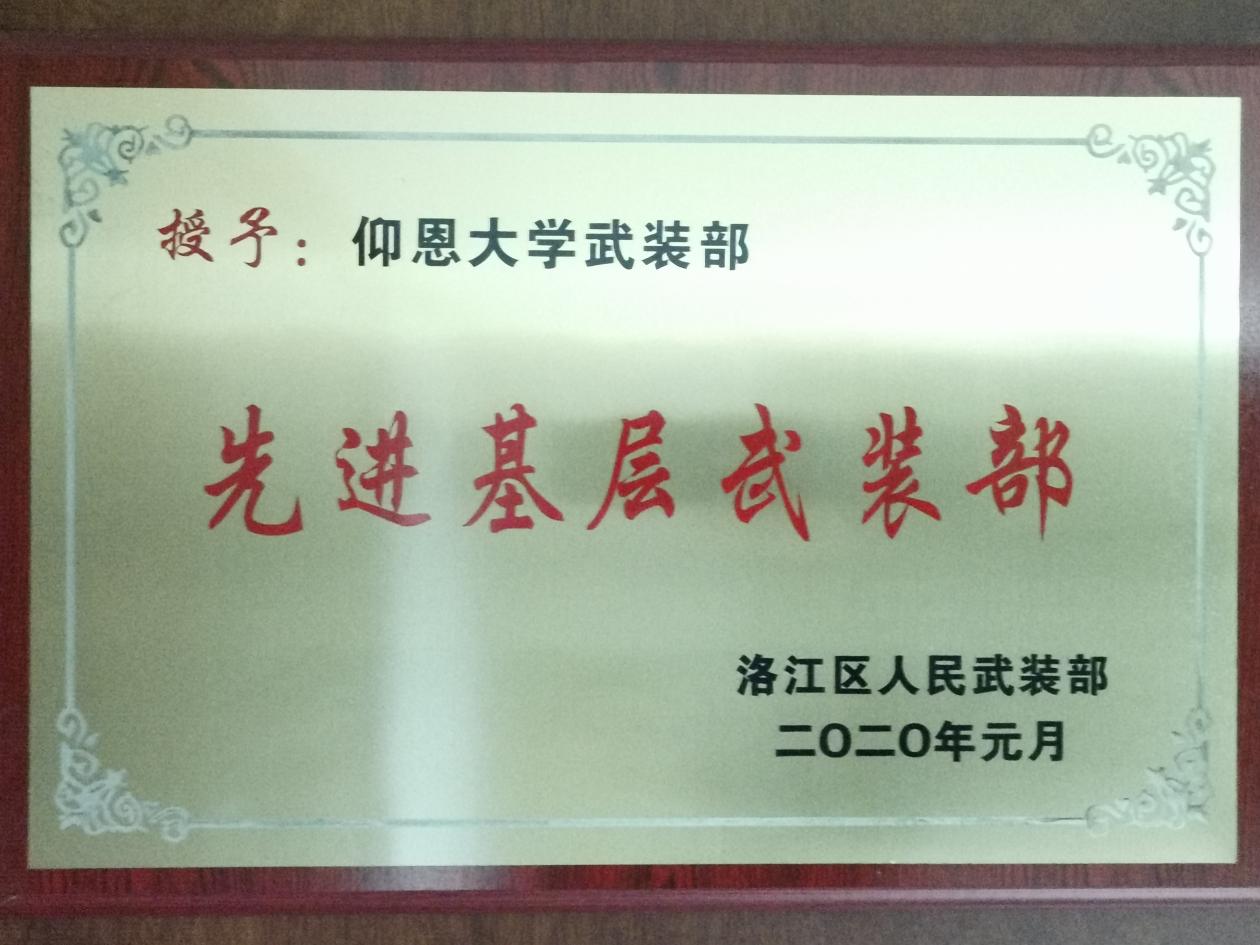 授予：仰恩大学武装部
先进基层武装部
洛江区人民武装部
二〇二〇年元月